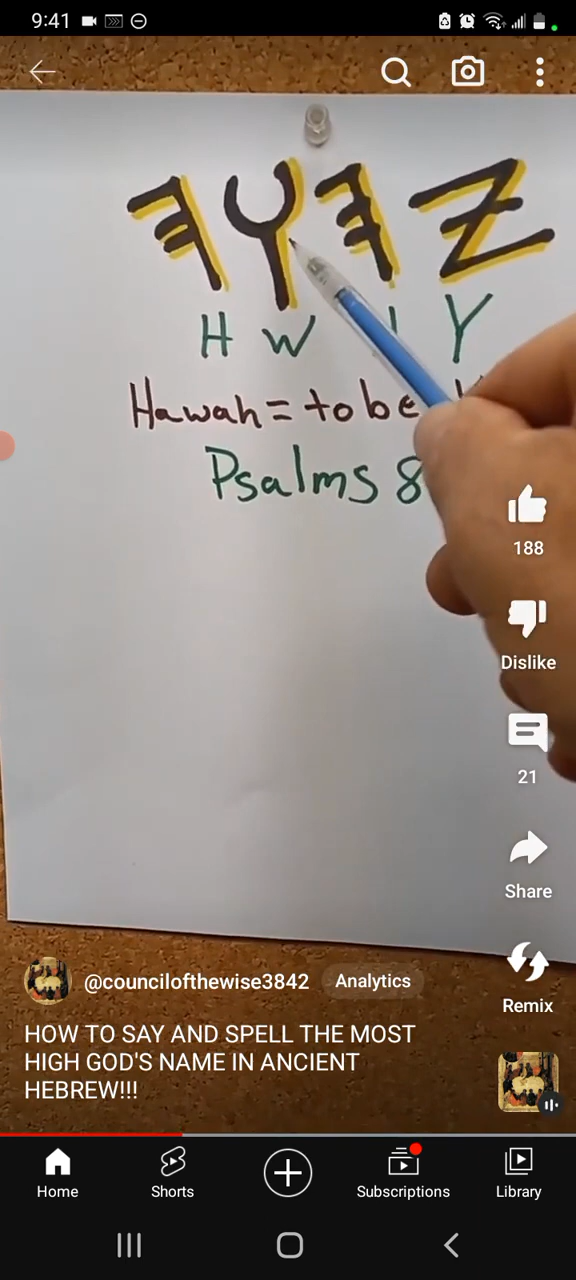 9:41
𐤉𐤄𐤅𐤄
H W Y
Hawah = to be
Psalms 8
188
Dislike
21
Share
Remix
@councilofthewise3842 Analytics
HOW TO SAY AND SPELL THE MOST
HIGH GOD'S NAME IN ANCIENT
HEBREW!!!
Home Shorts Subscriptions Library